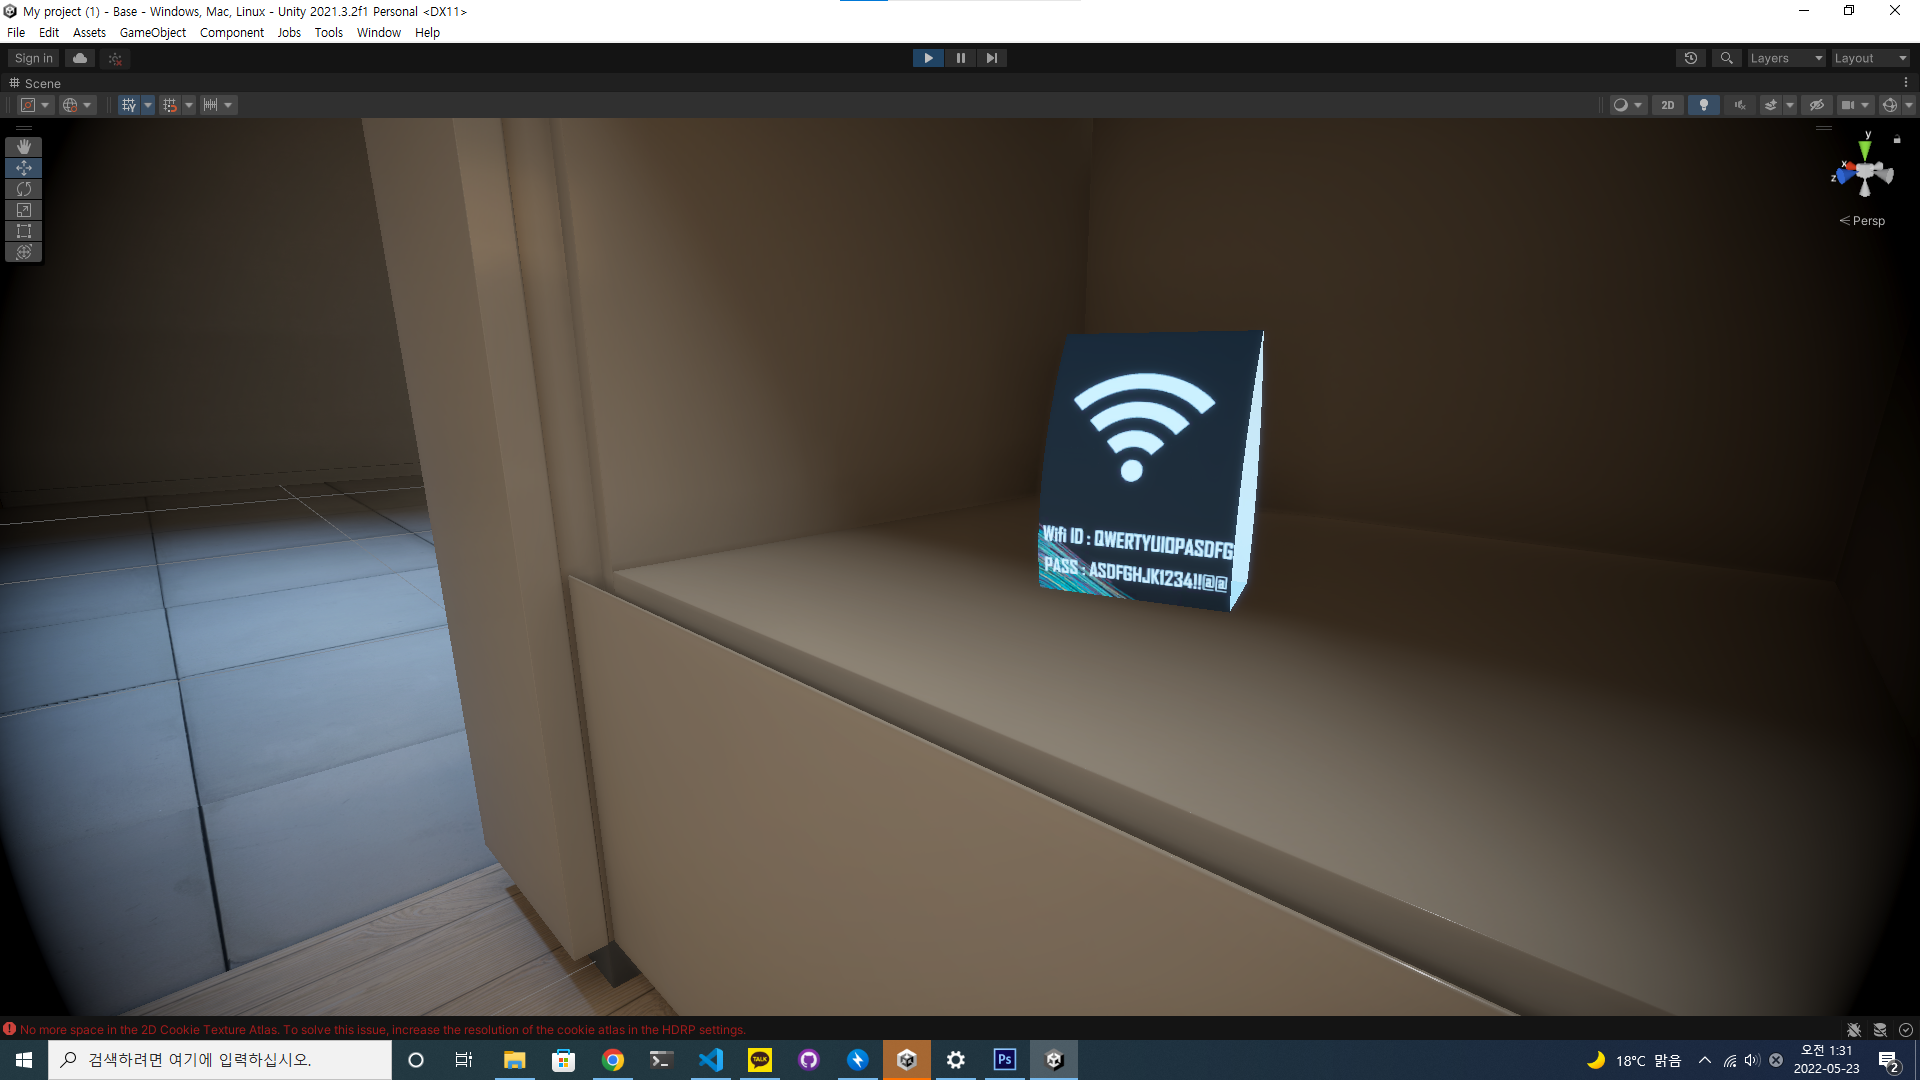 My project (1) - Base - Windows, Mac, Linux - Unity 2021.3.2f1 Personal <DX11>
File Edit Assets GameObject Component Jobs Tools Window Help
Sign in
Layers
Layout
Scene
2D
y
x
z
Persp
Wifi ID : QWERTYUIOPASDFG
PASS : ASDFGHJK1234!!@@
No more space in the 2D Cookie Texture Atlas. To solve this issue, increase the resolution of the cookie atlas in the HDRP settings.
검색하려면 여기에 입력하십시오.
TALK
Ps
18°C 맑음
오전 1:31
2022-05-23
2